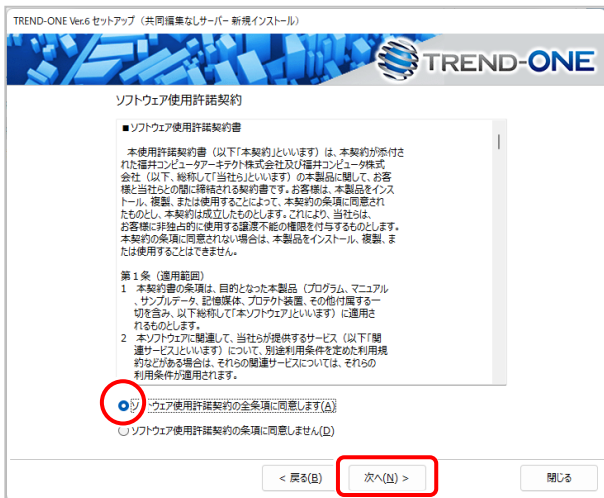 TREND-ONE Ver.6 セットアップ（共同編集なしサーバー 新規インストール）
TREND-ONE
ソフトウェア使用許諾契約
■ソフトウェア使用許諾契約書
本使用許諾契約書（以下「本契約」といいます）は、本契約が添付さ
れた福井コンピュータアーキテクト株式会社及び福井コンピュータ株式
会社（以下、総称して「当社ら」といいます）の本製品に関して、お客
様と当社らとの間に締結される契約書です。お客様は、本製品をインス
トール、複製、または使用することによって、本契約の条項に同意され
たものとし、本契約は成立したものとします。これにより、当社らは、
お客様に非独占的に使用する譲渡不能の権限を付与するものとします。
本契約の条項に同意されない場合は、本製品をインストール、複製、ま
たは使用することはできません。
第１条（適用範囲）
1 本契約書の条項は、目的となった本製品（プログラム、マニュアル
、サンプルデータ、記憶媒体、プロテクト装置、その他付属する一
切を含み、以下総称して「本ソフトウェア」といいます）に適用さ
れるものとします。
2 本ソフトウェアに関連して、当社らが提供するサービス（以下「関
連サービス」といいます）について、別途利用条件を定めた利用規
約などがある場合は、それらの関連サービスについては、それらの
利用条件が適用されます。
ソフトウェア使用許諾契約の全条項に同意します(A)
ソフトウェア使用許諾契約の条項に同意しません(D)
< 戻る(B)
次へ(N) >
閉じる